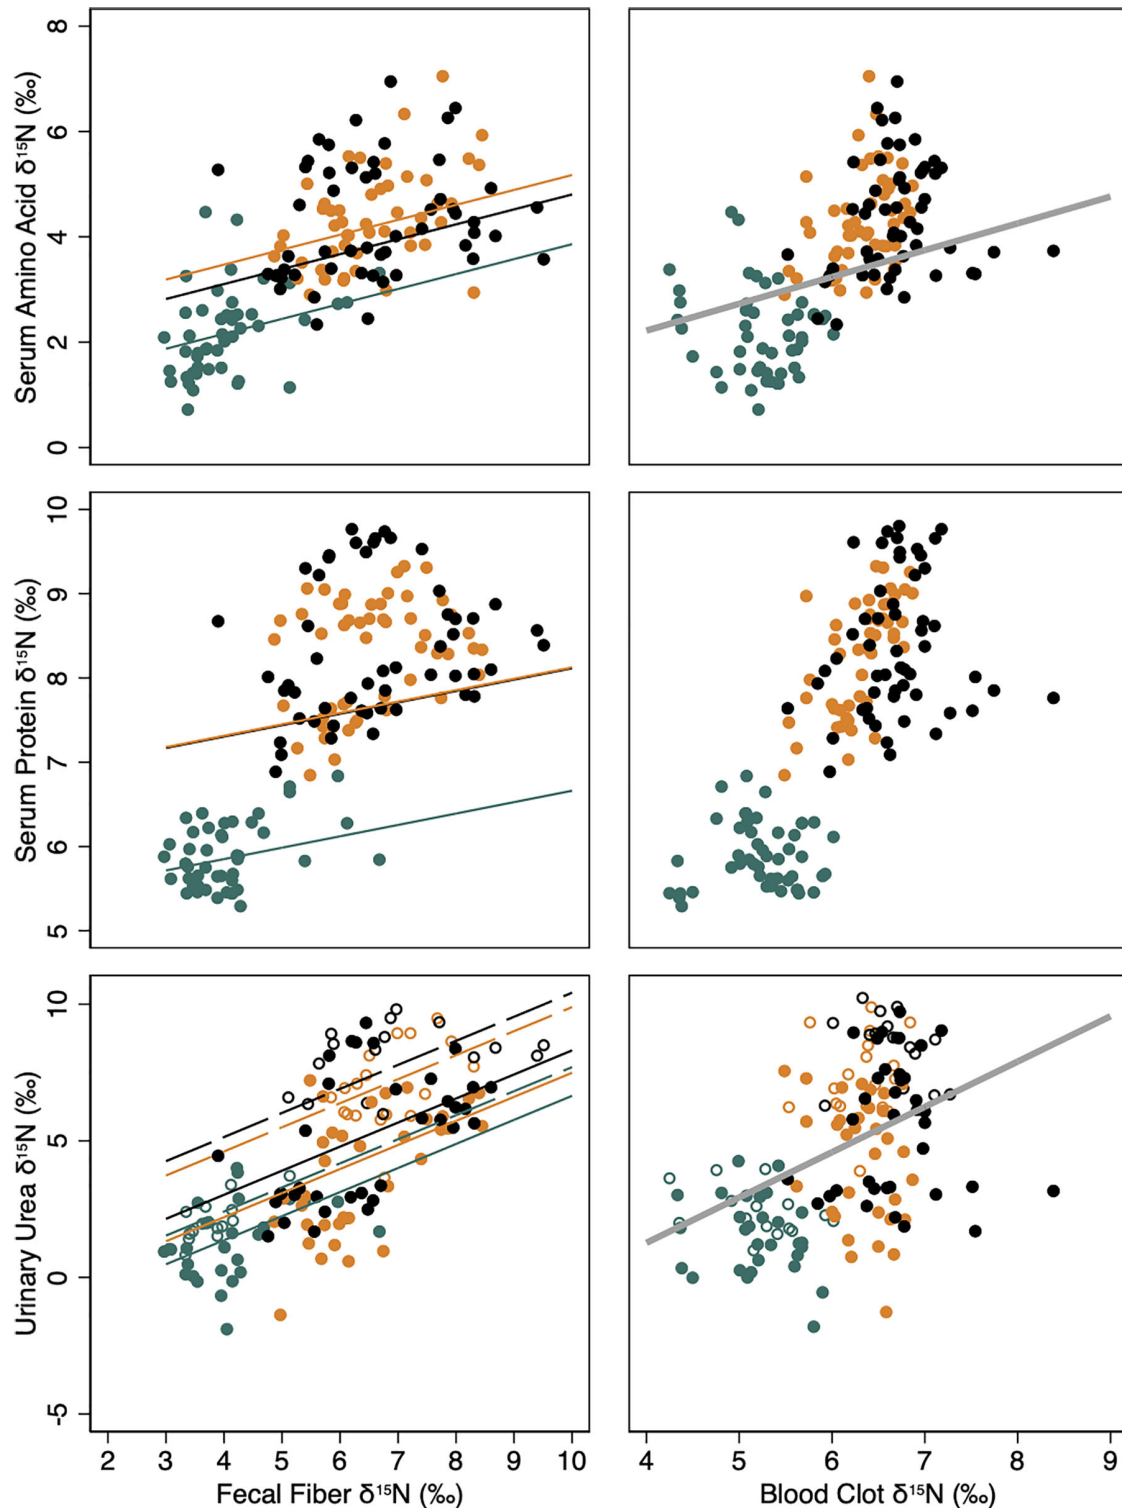 Serum Amino Acid δ¹⁵N (‰)
8
6
4
2
0
Serum Protein δ¹⁵N (‰)
10
9
8
7
6
5
Urinary Urea δ¹⁵N (‰)
10
5
0
-5
2 3 4 5 6 7 8 9 10
Fecal Fiber δ¹⁵N (‰)
4 5 6 7 8 9
Blood Clot δ¹⁵N (‰)